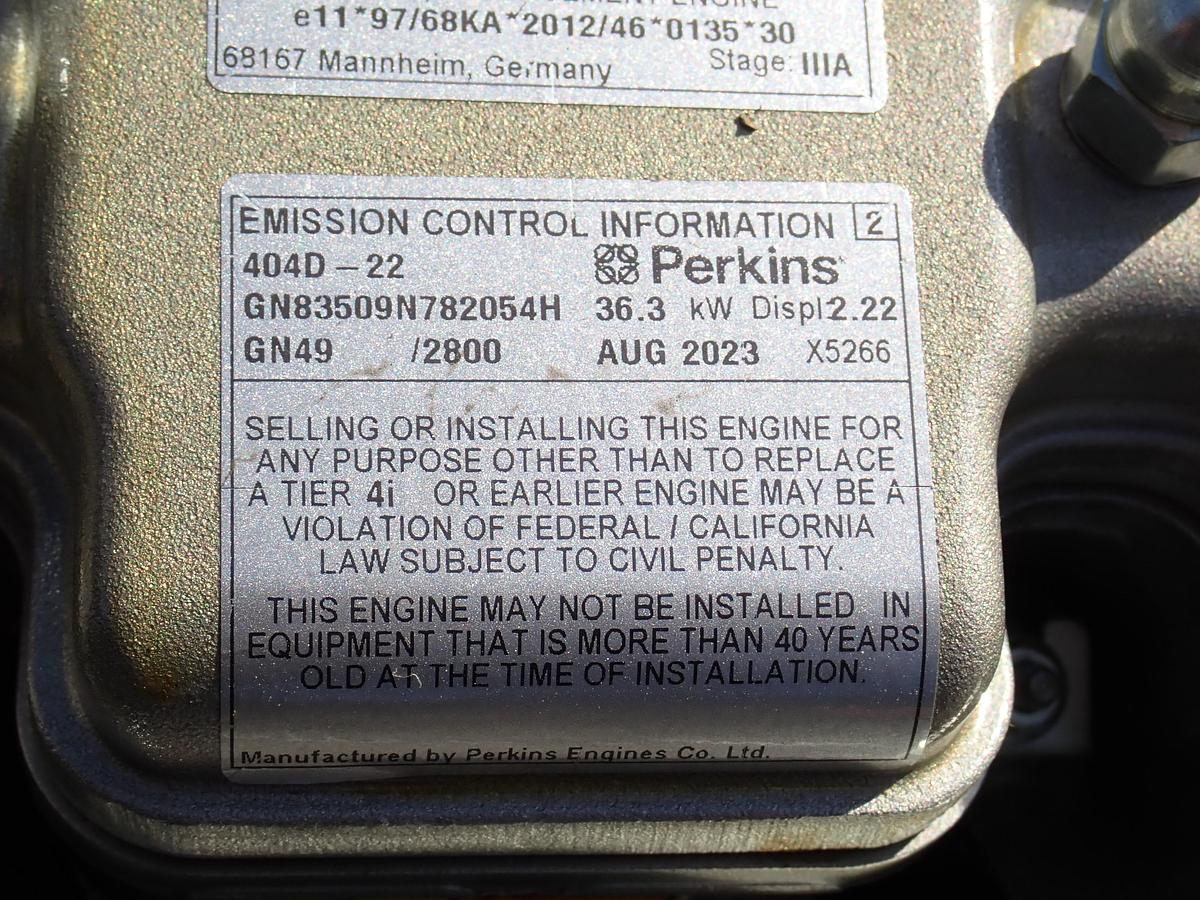 REPLACEMENT ENGINE
e11*97/68KA*2012/46*0135*30
68167 Mannheim, Germany Stage: IIIA
EMISSION CONTROL INFORMATION 2
404D-22 Perkins
GN83509N782054H 36.3 kW Displ2.22
GN49 /2800 AUG 2023 X5266
SELLING OR INSTALLING THIS ENGINE FOR
ANY PURPOSE OTHER THAN TO REPLACE
A TIER 4i OR EARLIER ENGINE MAY BE A
VIOLATION OF FEDERAL / CALIFORNIA
LAW SUBJECT TO CIVIL PENALTY.
THIS ENGINE MAY NOT BE INSTALLED IN
EQUIPMENT THAT IS MORE THAN 40 YEARS
OLD AT THE TIME OF INSTALLATION.
Manufactured by Perkins Engines Co. Ltd.